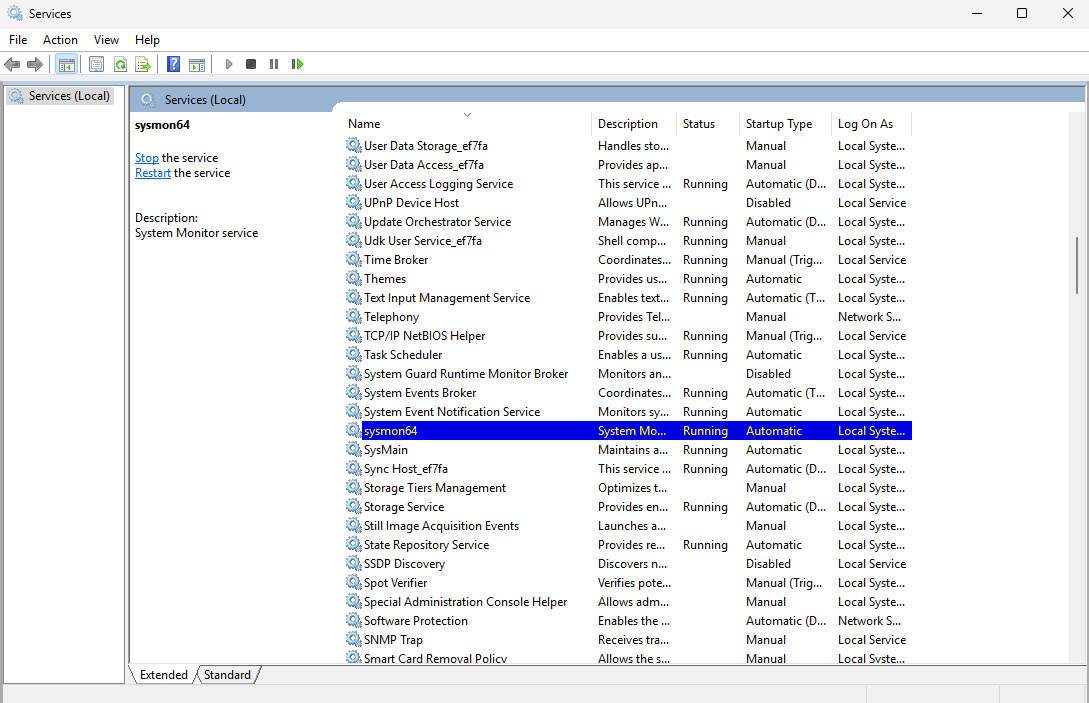 Services
File Action View Help
Services (Local)
Services (Local)
sysmon64
Stop the service
Restart the service
Description:
System Monitor service
Name Description Status Startup Type Log On As
User Data Storage_ef7fa Handles sto... Manual Local Syste...
User Data Access_ef7fa Provides ap... Manual Local Syste...
User Access Logging Service This service ... Running Automatic (D... Local Syste...
UPnP Device Host Allows UPn... Disabled Local Service
Update Orchestrator Service Manages W... Running Automatic (D... Local Syste...
Udk User Service_ef7fa Shell comp... Running Manual Local Syste...
Time Broker Coordinates... Running Manual (Trig... Local Service
Themes Provides us... Running Automatic Local Syste...
Text Input Management Service Enables text... Running Automatic (T... Local Syste...
Telephony Provides Tel... Manual Network S...
TCP/IP NetBIOS Helper Provides su... Running Manual (Trig... Local Service
Task Scheduler Enables a us... Running Automatic Local Syste...
System Guard Runtime Monitor Broker Monitors an... Disabled Local Syste...
System Events Broker Coordinates... Running Automatic (T... Local Syste...
System Event Notification Service Monitors sy... Running Automatic Local Syste...
sysmon64 System Mo... Running Automatic Local Syste...
SysMain Maintains a... Running Automatic Local Syste...
Sync Host_ef7fa This service ... Running Automatic (D... Local Syste...
Storage Tiers Management Optimizes t... Manual Local Syste...
Storage Service Provides en... Running Automatic (D... Local Syste...
Still Image Acquisition Events Launches a... Manual Local Syste...
State Repository Service Provides re... Running Automatic Local Syste...
SSDP Discovery Discovers n... Disabled Local Service
Spot Verifier Verifies pote... Manual (Trig... Local Syste...
Special Administration Console Helper Allows adm... Manual Local Syste...
Software Protection Enables the ... Automatic (D... Network S...
SNMP Trap Receives tra... Manual Local Service
Smart Card Removal Policy Allows the s... Manual Local Syste...
Extended Standard